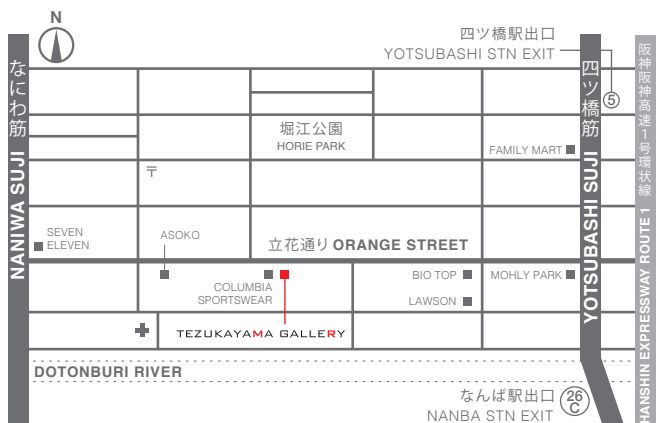 N
四ツ橋駅出口
YOTSUBASHI STN EXIT
5
なにわ筋 NANIWA SUJI
四ツ橋筋 YOTSUBASHI SUJI
阪神阪神高速1号環状線 HANSHIN EXPRESSWAY ROUTE 1
堀江公園
HORIE PARK
FAMILY MART
〒
SEVEN
ELEVEN
ASOKO
立花通り ORANGE STREET
COLUMBIA
SPORTSWEAR
BIO TOP
MOHLY PARK
LAWSON
TEZUKAYAMA GALLERY
DOTONBURI RIVER
なんば駅出口
NANBA STN EXIT
26
C